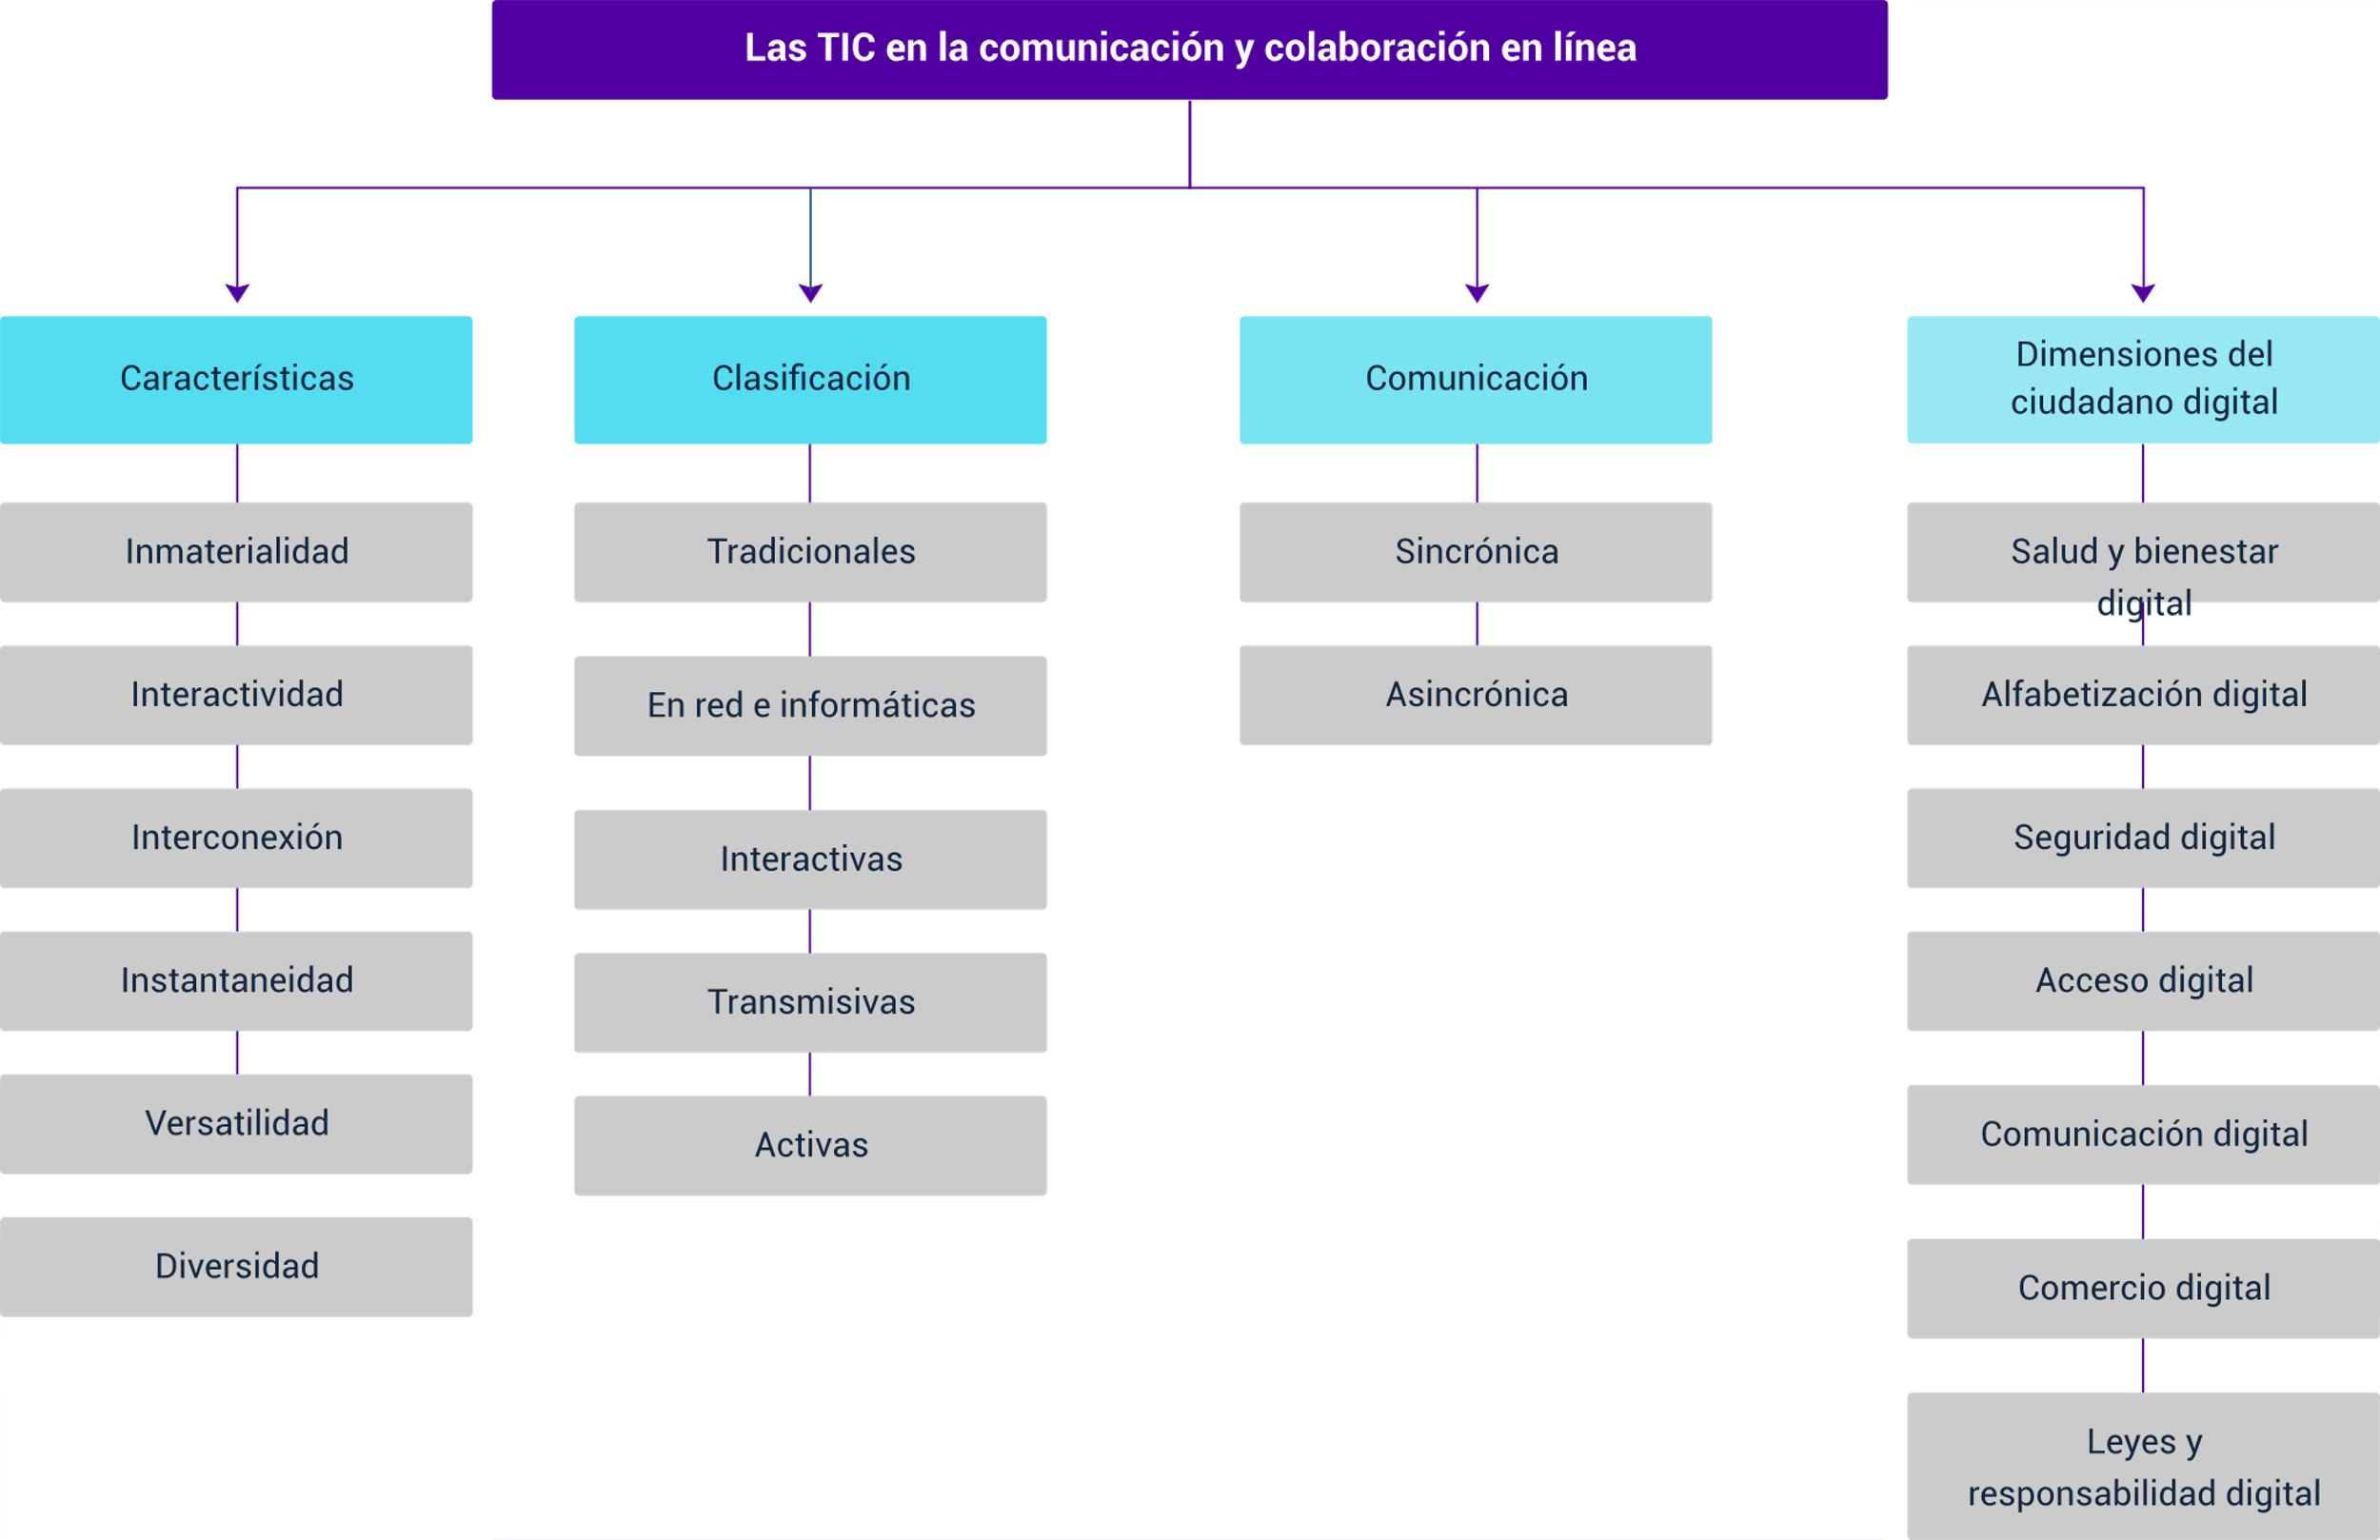 Las TIC en la comunicación y colaboración en línea
Características
Inmaterialidad
Interactividad
Interconexión
Instantaneidad
Versatilidad
Diversidad
Clasificación
Tradicionales
En red e informáticas
Interactivas
Transmisivas
Activas
Comunicación
Sincrónica
Asincrónica
Dimensiones del
ciudadano digital
Salud y bienestar
digital
Alfabetización digital
Seguridad digital
Acceso digital
Comunicación digital
Comercio digital
Leyes y
responsabilidad digital